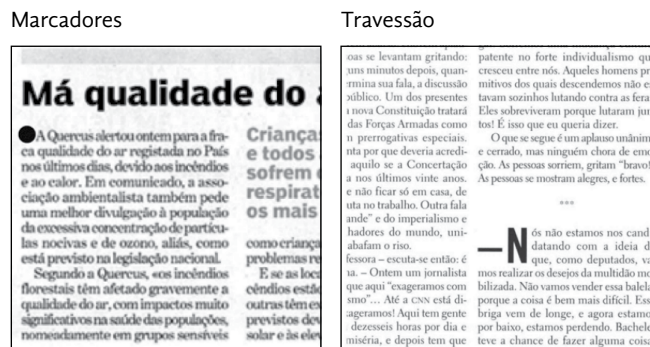 Marcadores
Má qualidade do
A Quercus alertou ontem para a fra-
ca qualidade do ar registada no País
nos últimos dias, devido aos incêndios
e ao calor. Em comunicado, a asso-
ciação ambientalista também pede
uma melhor divulgação à população
da excessiva concentração de partícu-
las nocivas e de ozono, aliás, como
está previsto na legislação nacional.
Segundo a Quercus, «os incêndios
florestais têm afetado gravemente a
qualidade do ar, com impactos muito
significativos na saúde das populações,
nomeadamente em grupos sensíveis
Criança
e todos
sofrem
respirat
os mais
como criança
problemas re
E se as loca
cêndios estã
outras têm ex
previstos de
solar e às elev
Travessão
oas se levantam gritando:
uns minutos depois, quan-
rmina sua fala, a discussão
público. Um dos presentes
a nova Constituição tratará
das Forças Armadas como
n prerrogativas especiais.
nta por que deveria acredi-
aquilo se a Concertação
a nos últimos vinte anos.
e não ficar só em casa, de
uta no trabalho. Outra fala
ande" e do imperialismo e
hadores do mundo, uni-
abafam o riso.
fessora – escuta-se então: é
ıa. – Ontem um jornalista
que aqui "exageramos com
smo"... Até a CNN está di-
ageramos! Aqui tem gente
dezesseis horas por dia e
miséria, e depois tem que
patente no forte individualismo qu
cresceu entre nós. Aqueles homens pr
mitivos dos quais descendemos não es
tavam sozinhos lutando contra as fera
Eles sobreviveram porque lutaram jun
tos! É isso que eu queria dizer.
O que se segue é um aplauso unânim
e cerrado, mas ninguém chora de emo
ção. As pessoas sorriem, gritam "bravo!
As pessoas se mostram alegres, e fortes.
***
— Nós não estamos nos candi
datando com a ideia d
que, como deputados, va
mos realizar os desejos da multidão mo
bilizada. Não vamos vender essa balela
porque a coisa é bem mais difícil. Ess
briga vem de longe, e agora estamo
por baixo, estamos perdendo. Bachele
teve a chance de fazer alguma coisa